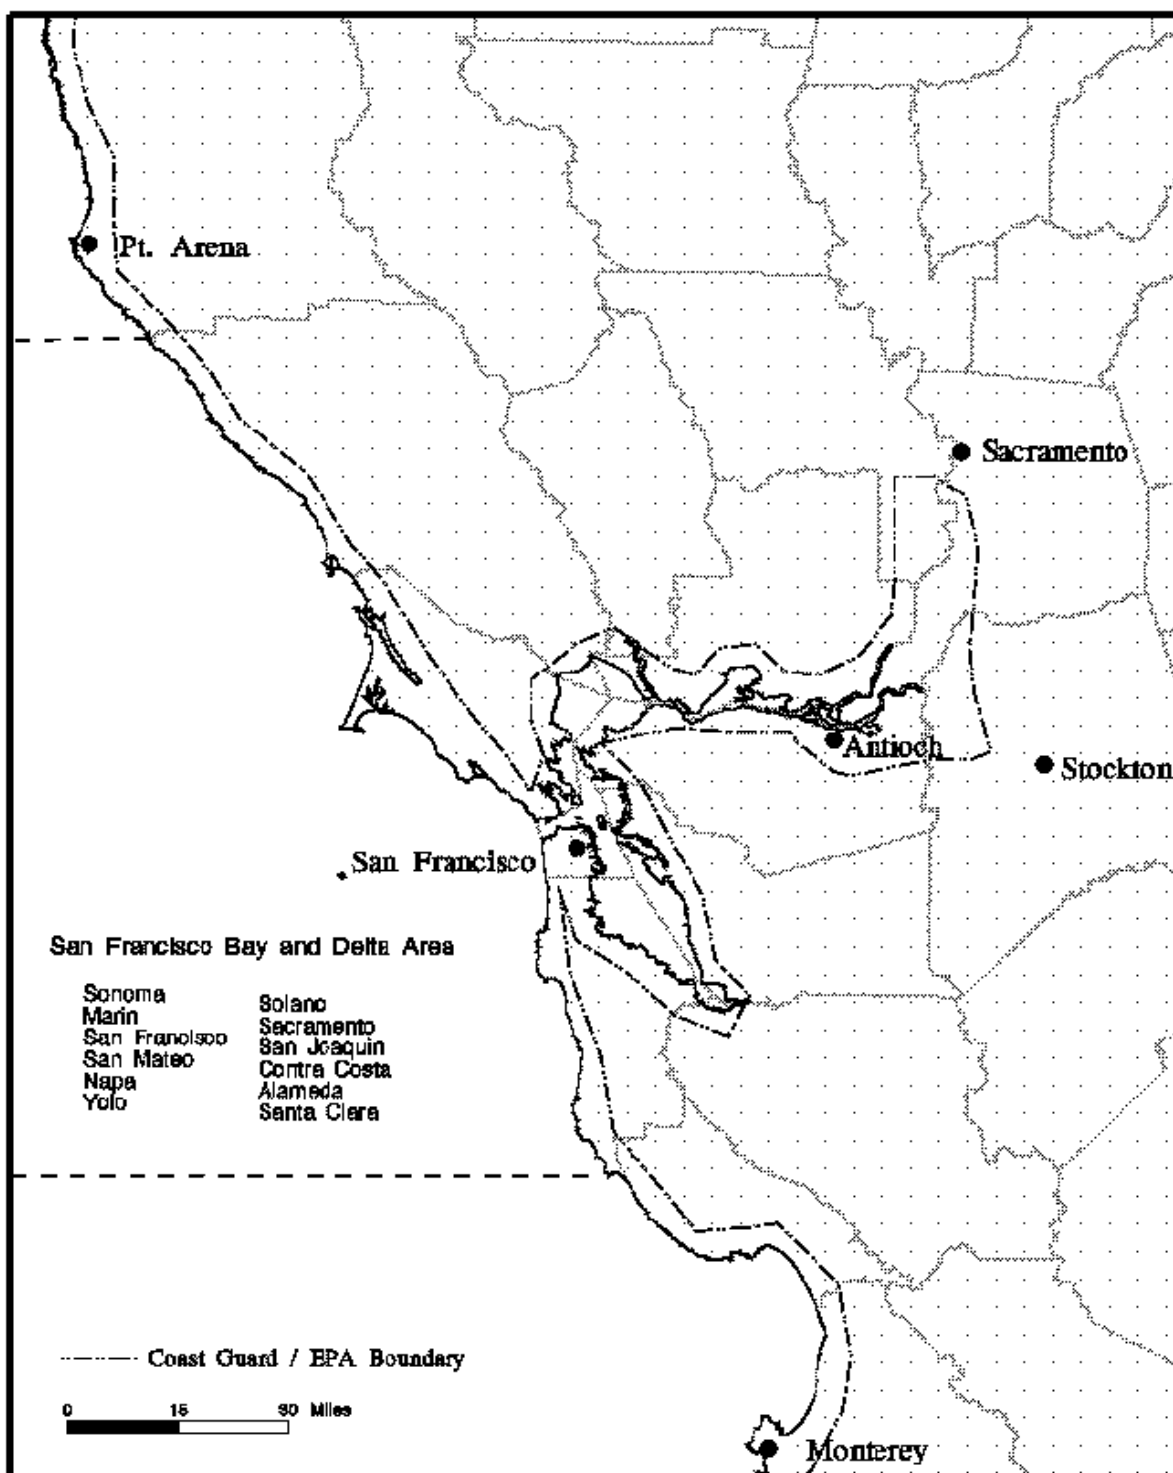 Pt. Arena
Sacramento
Antioch
Stockton
San Francisco
San Francisco Bay and Delta Area
Sonoma
Marin
San Francisco
San Mateo
Napa
Yolo
Solano
Sacramento
San Joaquin
Contra Costa
Alameda
Santa Clara
Coast Guard / EPA Boundary
0 15 30 Miles
Monterey